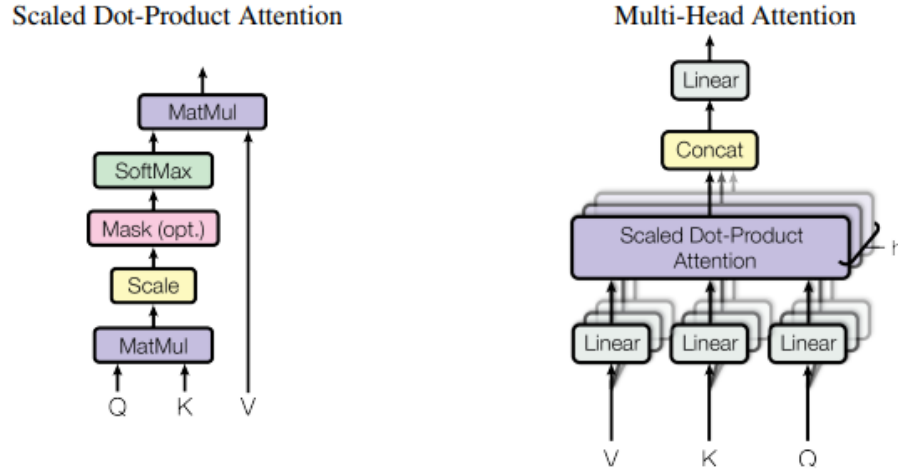 Scaled Dot-Product Attention
MatMul
SoftMax
Mask (opt.)
Scale
MatMul
Q K V
Multi-Head Attention
Linear
Concat
Scaled Dot-Product
Attention
h
Linear Linear Linear
V K Q